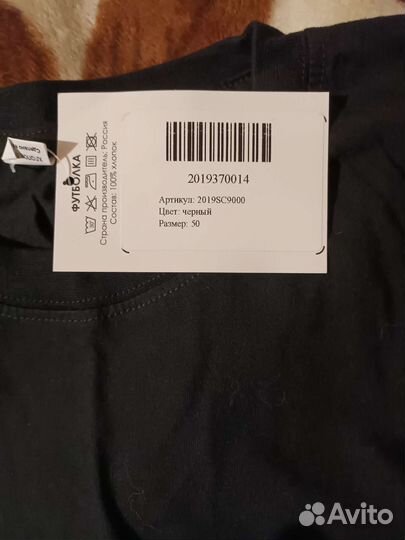 ФУТБОЛКА
Страна производитель: Россия
Состав: 100% хлопок
2019370014
Артикул: 2019SC9000
Цвет: черный
Размер: 50
Avito